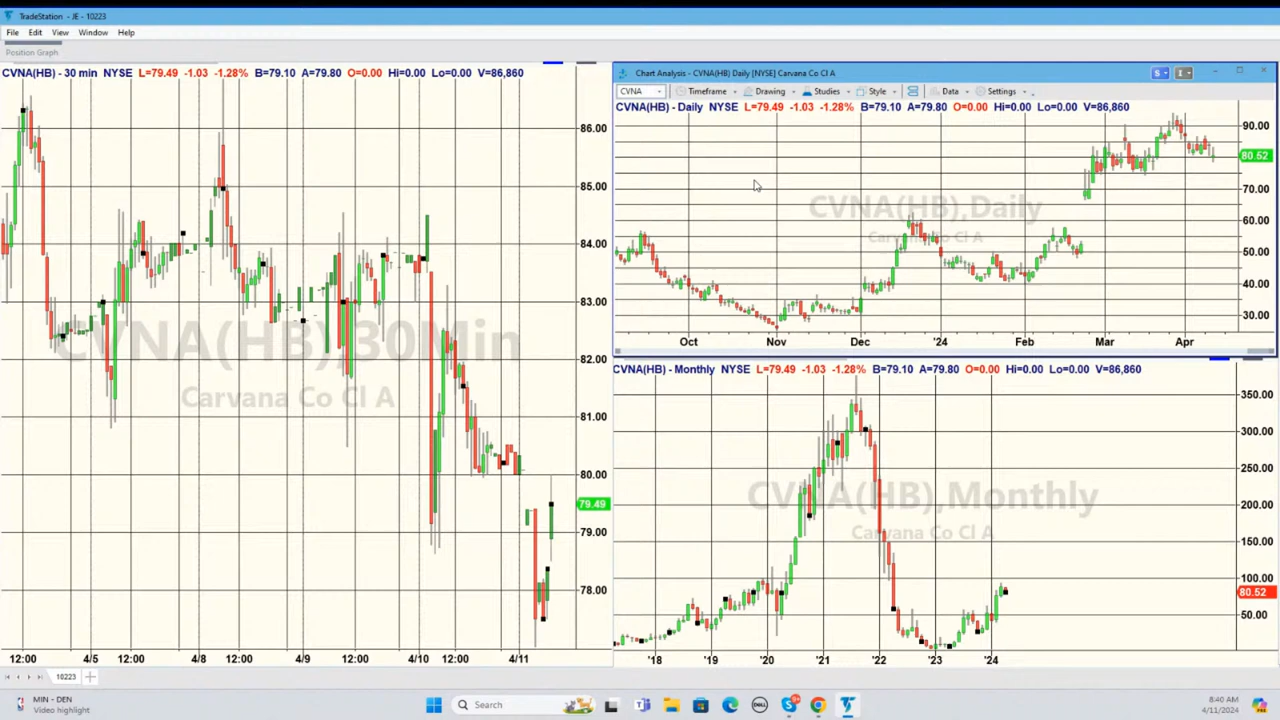 TradeStation - JE - 10223
File Edit View Window Help
Position Graph
CVNA(HB) - 30 min NYSE L=79.49 -1.03 -1.28% B=79.10 A=79.80 O=0.00 Hi=0.00 Lo=0.00 V=86,860
86.00
85.00
84.00
83.00
82.00
81.00
80.00
79.49
79.00
78.00
CVNA(HB),30Min
Carvana Co Cl A
12:00 4/5 12:00 4/8 12:00 4/9 12:00 4/10 12:00 4/11
Chart Analysis - CVNA(HB) Daily [NYSE] Carvana Co Cl A
CVNA Timeframe Drawing Studies Style Data Settings
CVNA(HB) - Daily NYSE L=79.49 -1.03 -1.28% B=79.10 A=79.80 O=0.00 Hi=0.00 Lo=0.00 V=86,860
90.00
80.52
70.00
60.00
50.00
40.00
30.00
CVNA(HB),Daily
Carvana Co Cl A
Oct Nov Dec '24 Feb Mar Apr
CVNA(HB) - Monthly NYSE L=79.49 -1.03 -1.28% B=79.10 A=79.80 O=0.00 Hi=0.00 Lo=0.00 V=86,860
350.00
300.00
250.00
200.00
150.00
100.00
80.52
50.00
CVNA(HB),Monthly
Carvana Co Cl A
'18 '19 '20 '21 '22 '23 '24
10223
MIN - DEN
Video highlight
Search
DELL
8:40 AM
4/11/2024